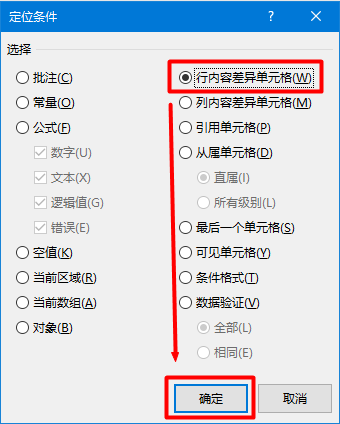 定位条件
?
选择
批注(C)
常量(O)
公式(F)
数字(U)
文本(X)
逻辑值(G)
错误(E)
空值(K)
当前区域(R)
当前数组(A)
对象(B)
行内容差异单元格(W)
列内容差异单元格(M)
引用单元格(P)
从属单元格(D)
直属(I)
所有级别(L)
最后一个单元格(S)
可见单元格(Y)
条件格式(T)
数据验证(V)
全部(L)
相同(E)
确定
取消